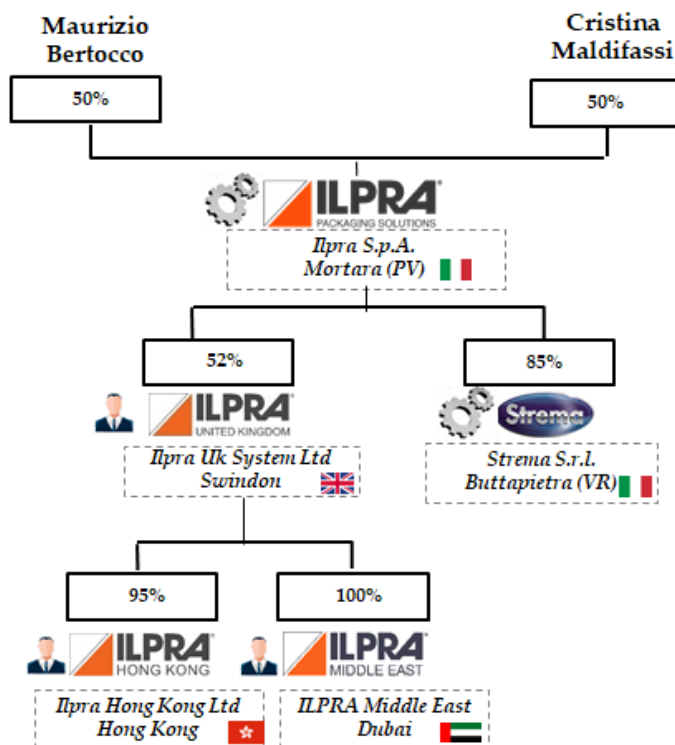 Maurizio
Bertocco
Cristina
Maldifassi
50%
50%
ILPRA®
PACKAGING SOLUTIONS
Ilpra S.p.A.
Mortara (PV)
52%
85%
ILPRA®
UNITED KINGDOM
Strema
Ilpra Uk System Ltd
Swindon
Strema S.r.l.
Buttapietra (VR)
95%
100%
ILPRA®
HONG KONG
ILPRA®
MIDDLE EAST
Ilpra Hong Kong Ltd
Hong Kong
ILPRA Middle East
Dubai